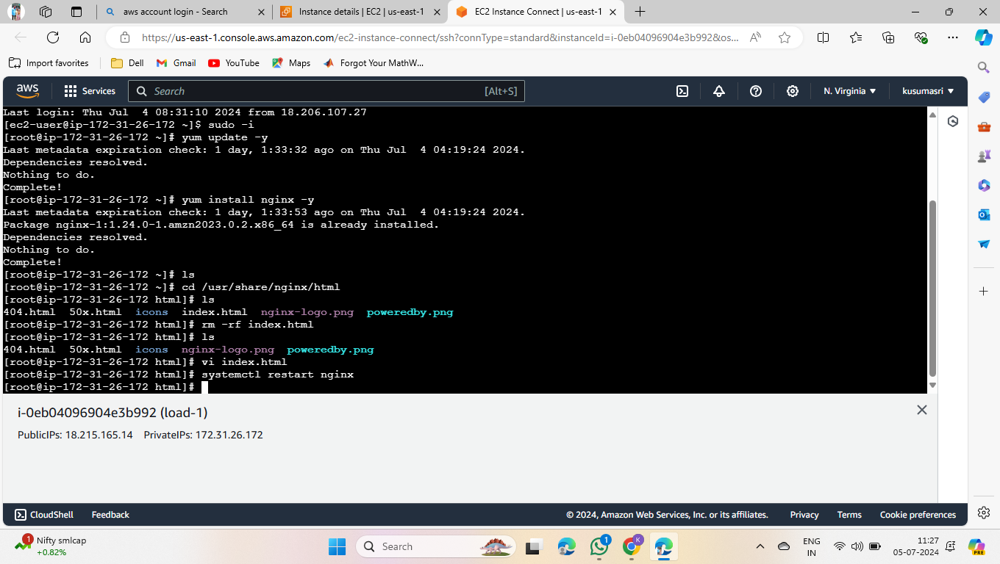 aws account login - Search
Instance details | EC2 | us-east-1
EC2 Instance Connect | us-east-1
https://us-east-1.console.aws.amazon.com/ec2-instance-connect/ssh?connType=standard&instanceId=i-0eb04096904e3b992&os...
Import favorites
Dell
Gmail
YouTube
Maps
Forgot Your MathW...
aws
Services
Search
[Alt+S]
N. Virginia
kusumasri
Last login: Thu Jul  4 08:31:10 2024 from 18.206.107.27
[ec2-user@ip-172-31-26-172 ~]$ sudo -i
[root@ip-172-31-26-172 ~]# yum update -y
Last metadata expiration check: 1 day, 1:33:32 ago on Thu Jul  4 04:19:24 2024.
Dependencies resolved.
Nothing to do.
Complete!
[root@ip-172-31-26-172 ~]# yum install nginx -y
Last metadata expiration check: 1 day, 1:33:53 ago on Thu Jul  4 04:19:24 2024.
Package nginx-1:1.24.0-1.amzn2023.0.2.x86_64 is already installed.
Dependencies resolved.
Nothing to do.
Complete!
[root@ip-172-31-26-172 ~]# ls
[root@ip-172-31-26-172 ~]# cd /usr/share/nginx/html
[root@ip-172-31-26-172 html]# ls
404.html  50x.html  icons  index.html  nginx-logo.png  poweredby.png
[root@ip-172-31-26-172 html]# rm -rf index.html
[root@ip-172-31-26-172 html]# ls
404.html  50x.html  icons  nginx-logo.png  poweredby.png
[root@ip-172-31-26-172 html]# vi index.html
[root@ip-172-31-26-172 html]# systemctl restart nginx
[root@ip-172-31-26-172 html]#
i-0eb04096904e3b992 (load-1)
PublicIPs: 18.215.165.14    PrivateIPs: 172.31.26.172
CloudShell
Feedback
© 2024, Amazon Web Services, Inc. or its affiliates.
Privacy
Terms
Cookie preferences
1
Nifty smlcap
+0.82%
Search
1
K
ENG
IN
11:27
05-07-2024
PRE